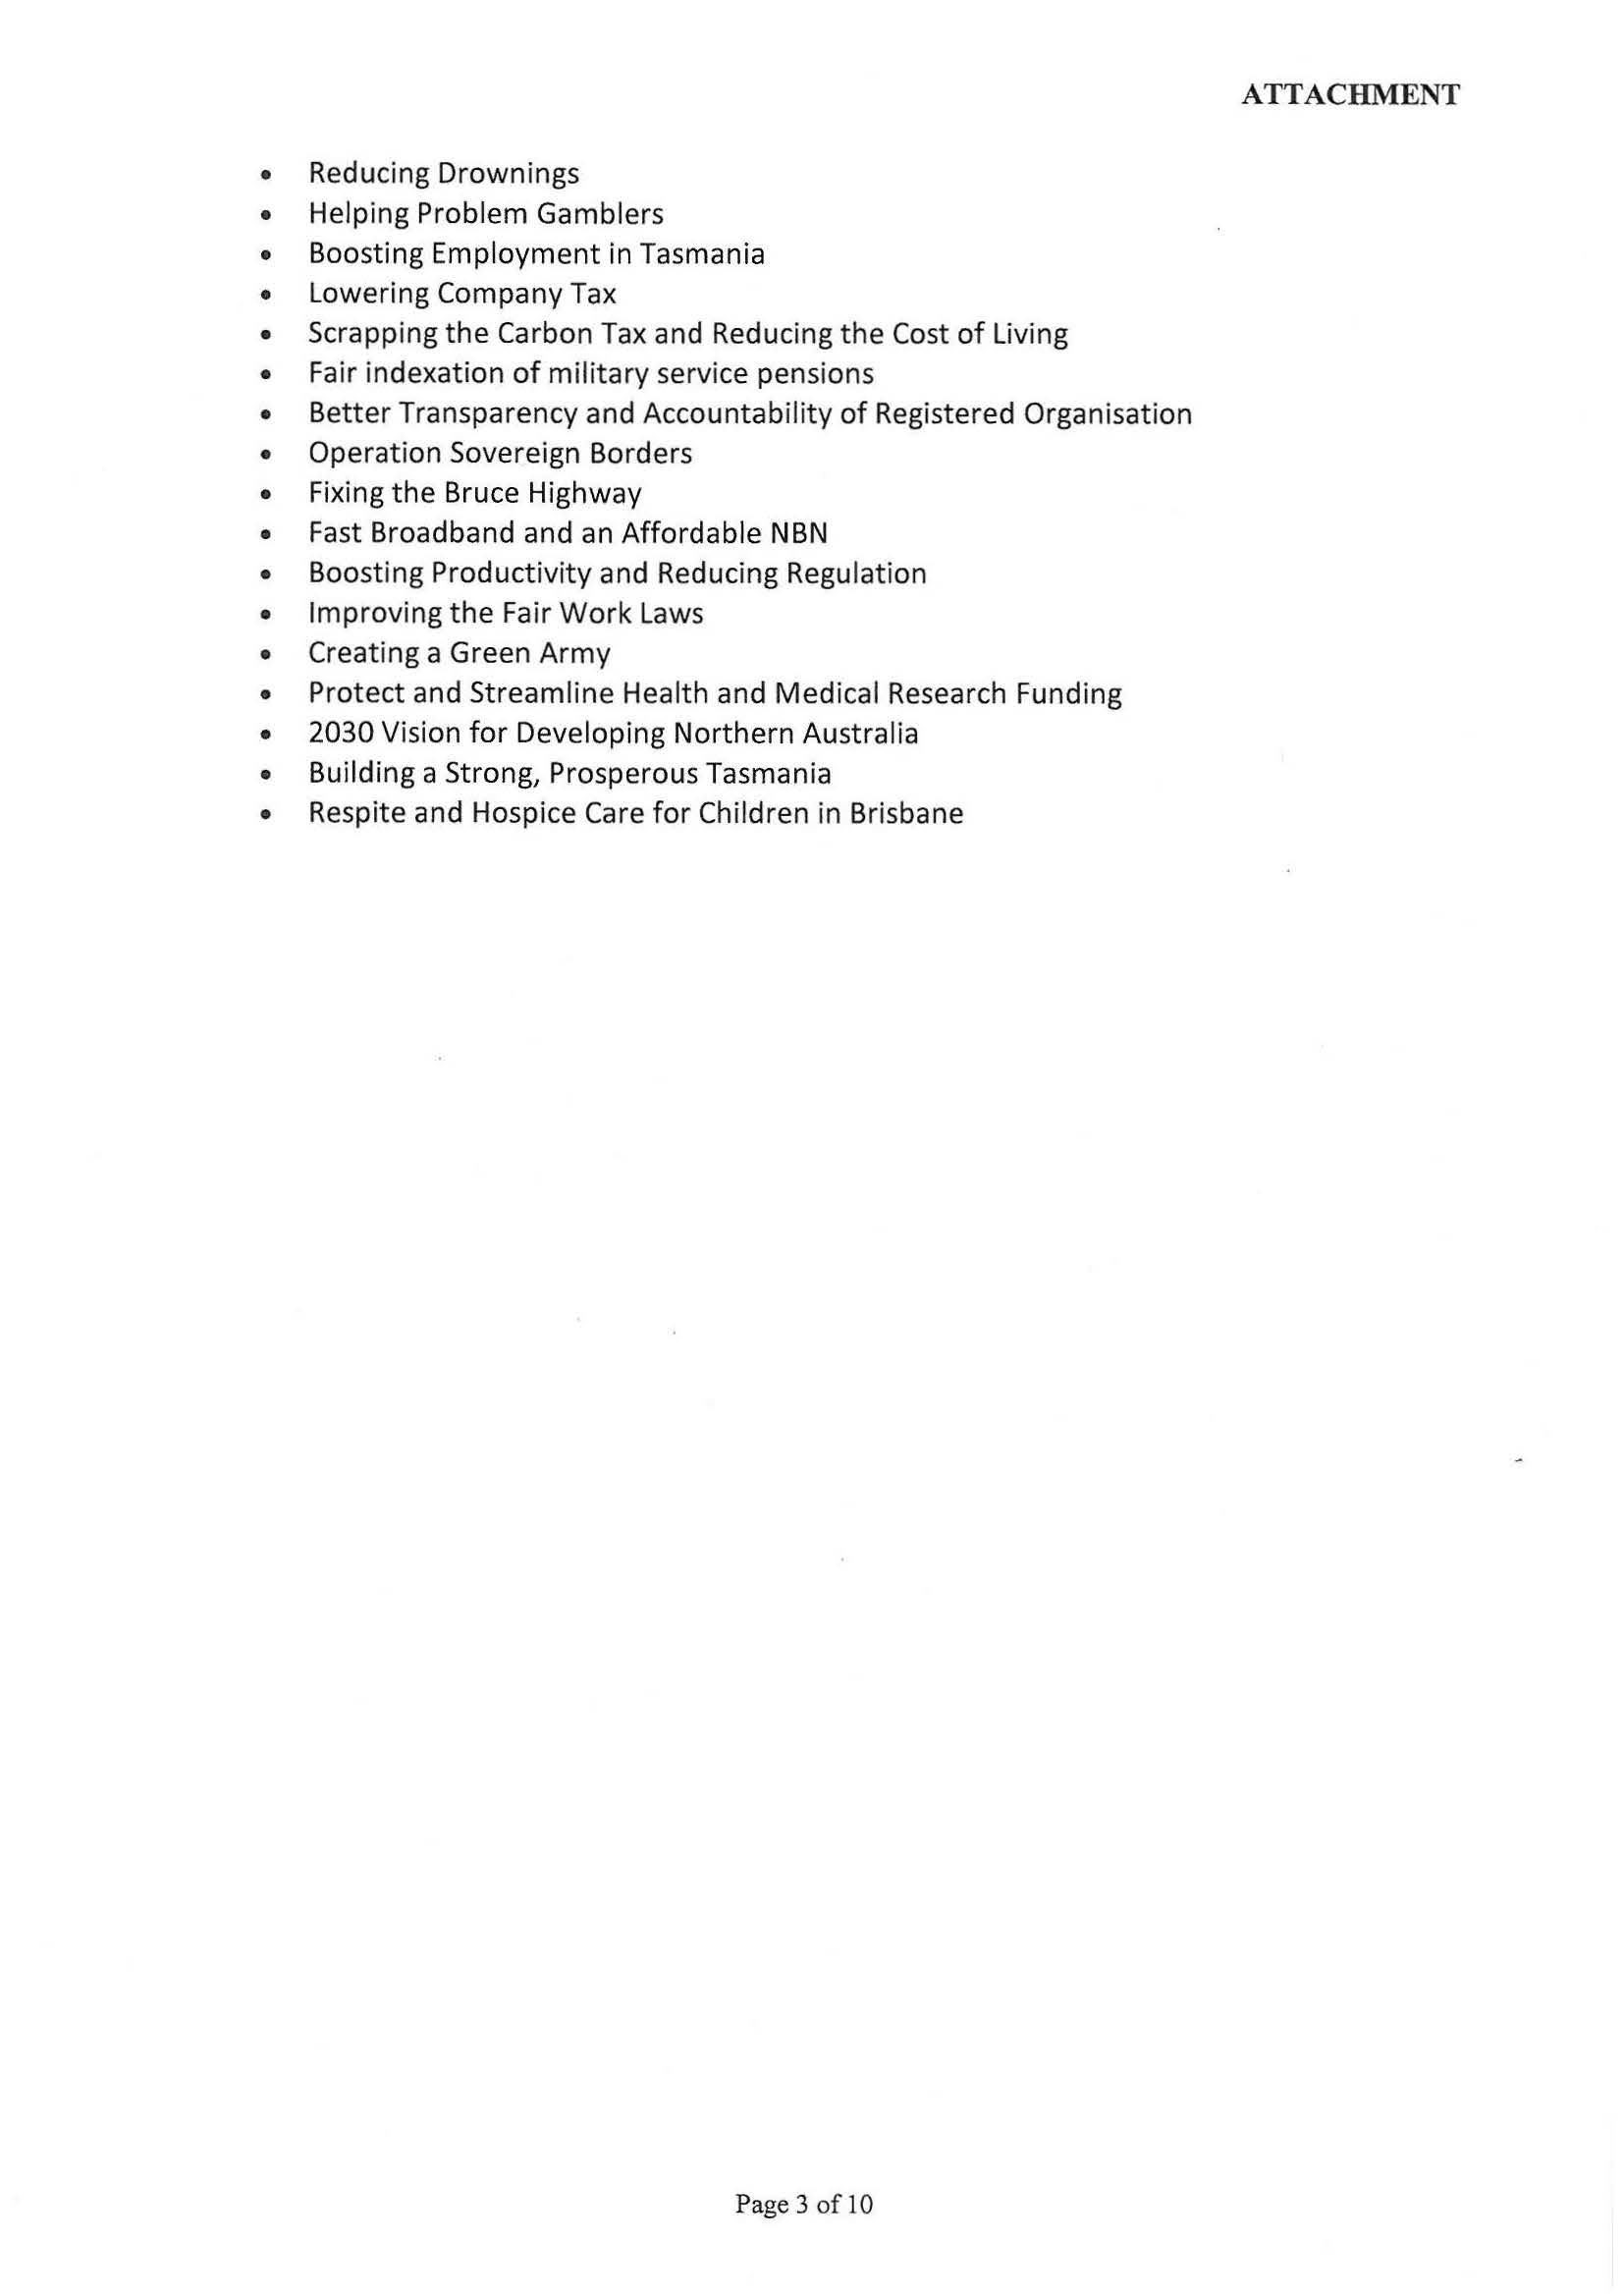 ATTACHMENT
• Reducing Drownings
• Helping Problem Gamblers
• Boosting Employment in Tasmania
• Lowering Company Tax
• Scrapping the Carbon Tax and Reducing the Cost of Living
• Fair indexation of military service pensions
• Better Transparency and Accountability of Registered Organisation
• Operation Sovereign Borders
• Fixing the Bruce Highway
• Fast Broadband and an Affordable NBN
• Boosting Productivity and Reducing Regulation
• Improving the Fair Work Laws
• Creating a Green Army
• Protect and Streamline Health and Medical Research Funding
• 2030 Vision for Developing Northern Australia
• Building a Strong, Prosperous Tasmania
• Respite and Hospice Care for Children in Brisbane
Page 3 of 10